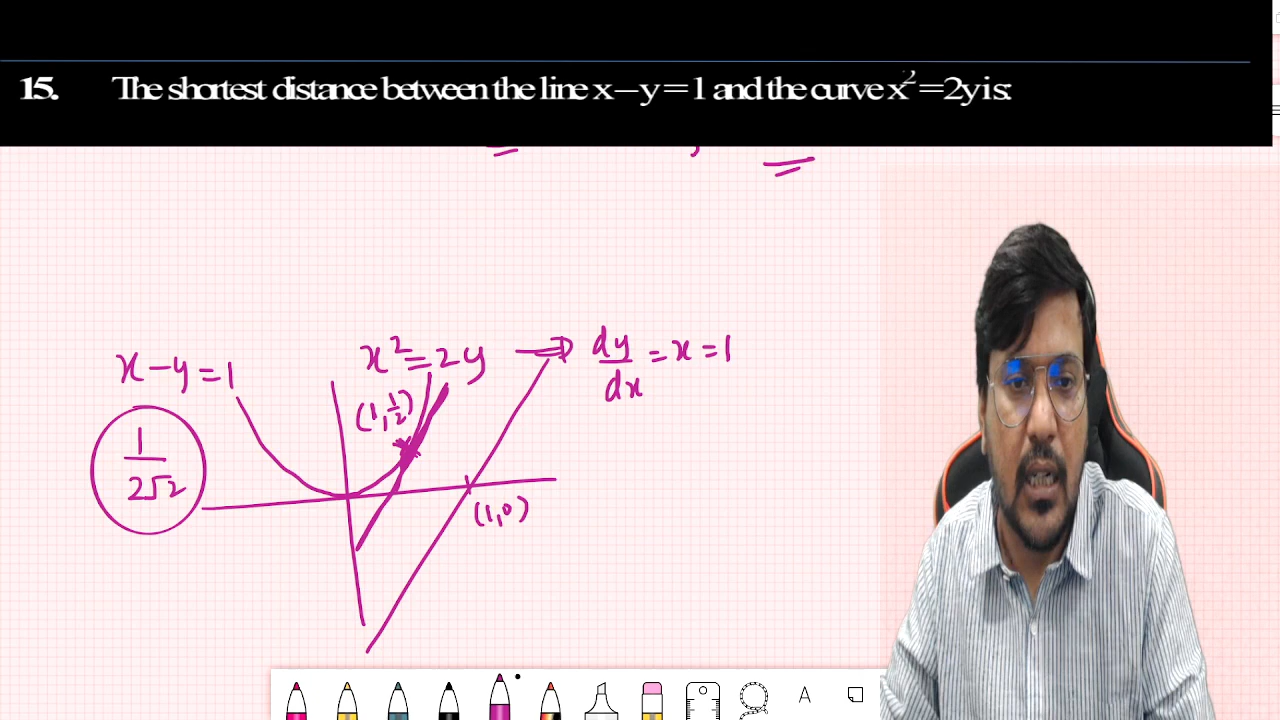 15. The shortest distance between the line x – y = 1 and the curve x² = 2y is:
x – y = 1
x² = 2y ⇒ dy/dx = x = 1
(1, 1/2)
1/2√2
(1, 0)
A